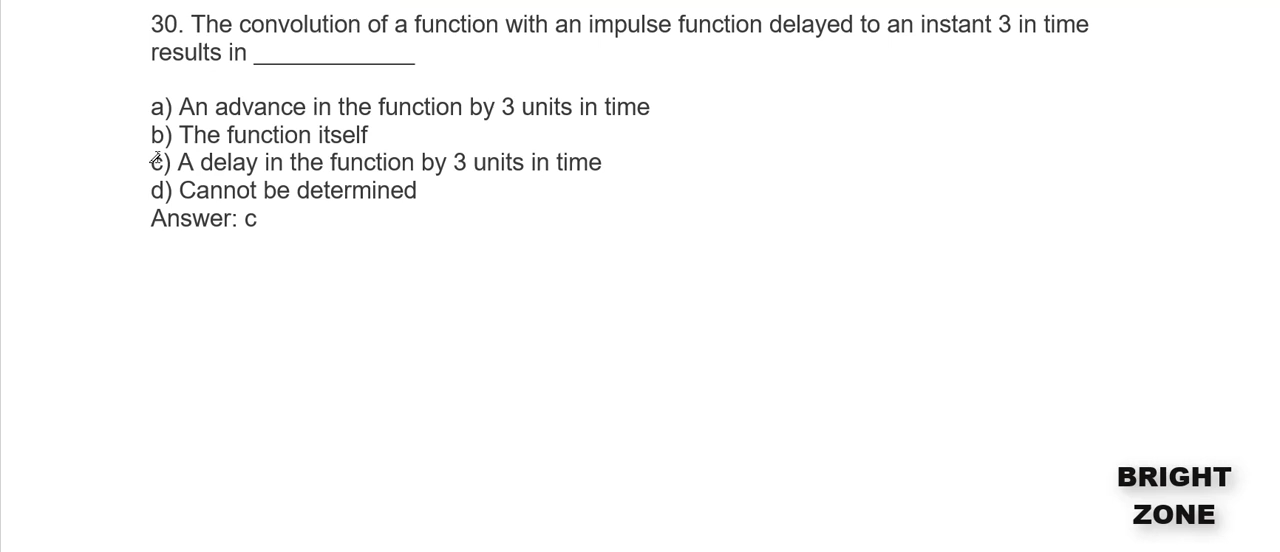 30. The convolution of a function with an impulse function delayed to an instant 3 in time
results in ____________
a) An advance in the function by 3 units in time
b) The function itself
c) A delay in the function by 3 units in time
d) Cannot be determined
Answer: c
BRIGHT
ZONE